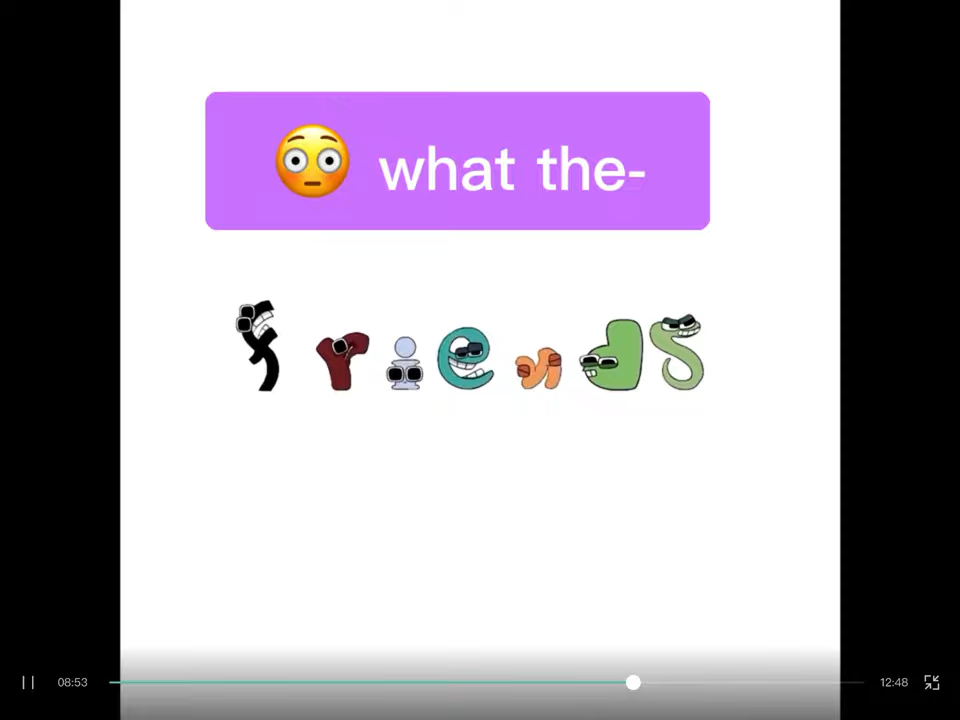 😳 what the-
friends
08:53
12:48